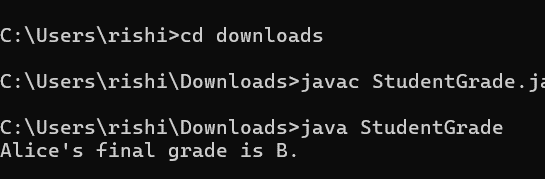 C:\Users\rishi>cd downloads
C:\Users\rishi\Downloads>javac StudentGrade.ja
C:\Users\rishi\Downloads>java StudentGrade
Alice's final grade is B.